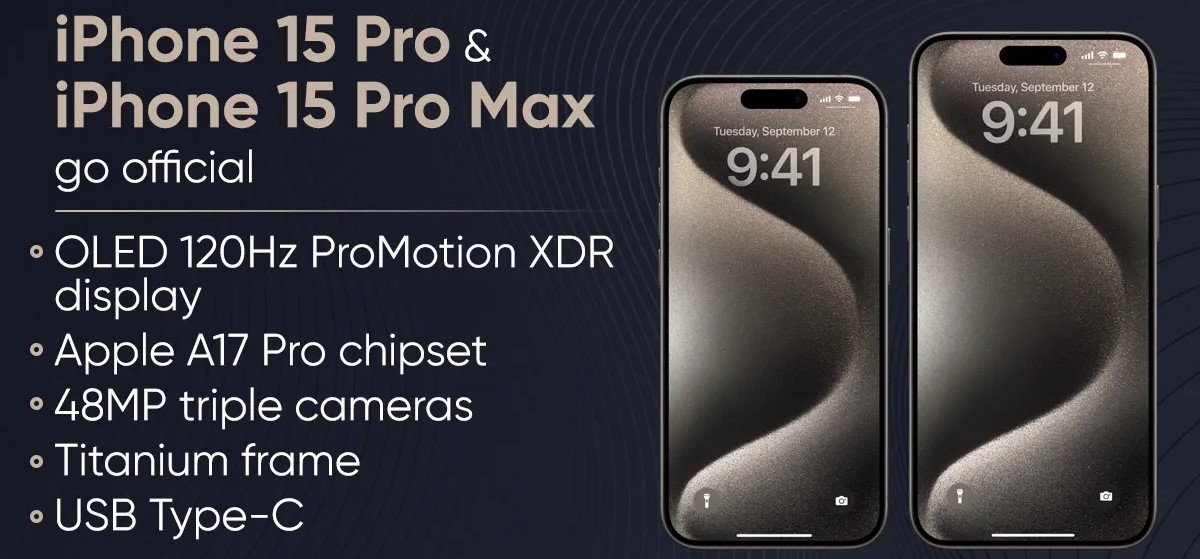 iPhone 15 Pro &
iPhone 15 Pro Max
go official
OLED 120Hz ProMotion XDR
display
Apple A17 Pro chipset
48MP triple cameras
Titanium frame
USB Type-C
Tuesday, September 12
9:41
Tuesday, September 12
9:41